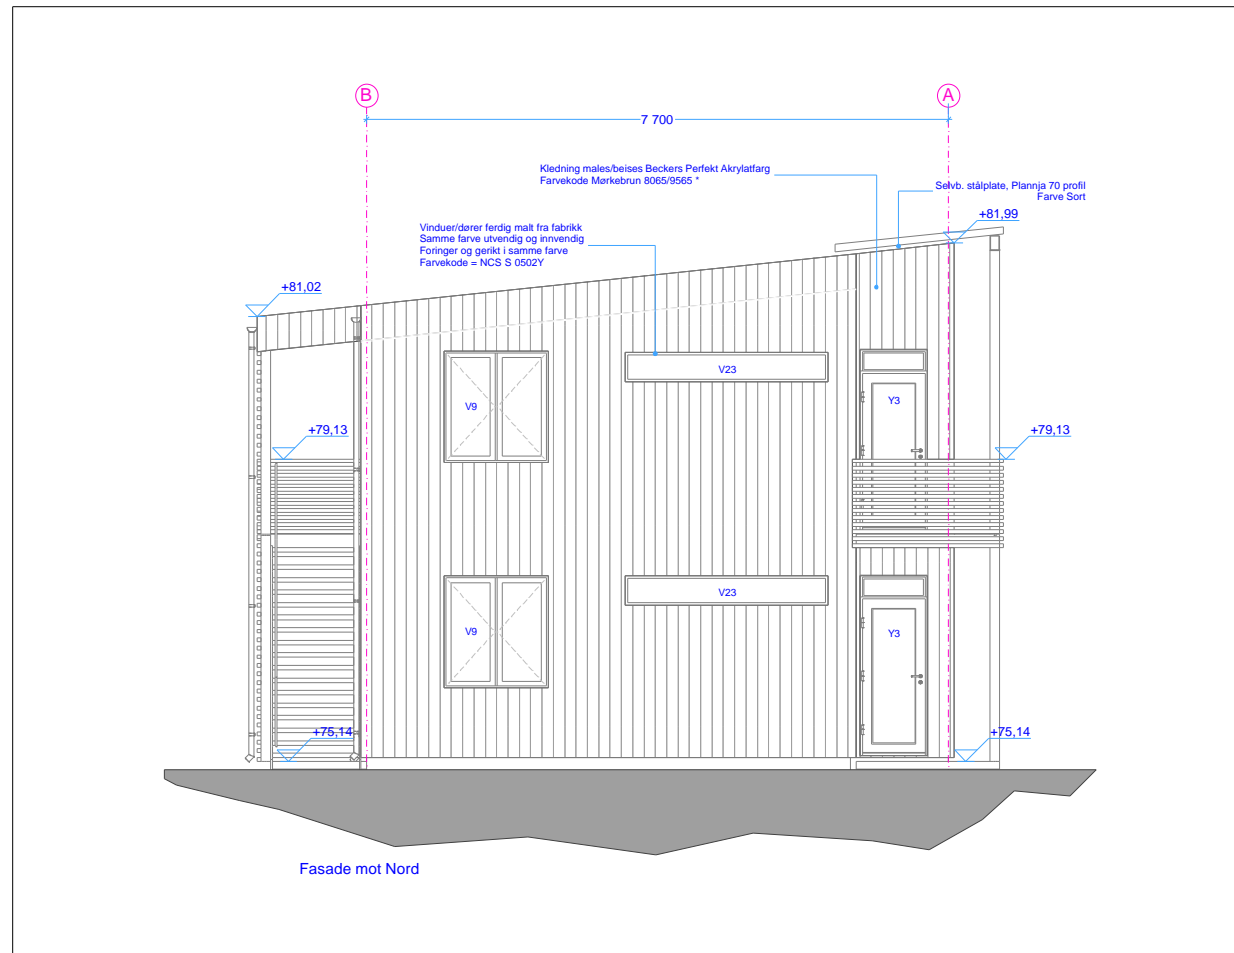 B
A
7 700
Kledning males/beises Beckers Perfekt Akrylatfarg
Farvekode Mørkebrun 8065/9565 *
Selvb. stålplate, Plannja 70 profil
Farve Sort
+81,99
Vinduer/dører ferdig malt fra fabrikk
Samme farve utvendig og innvendig
Foringer og gerikt i samme farve
Farvekode = NCS S 0502Y
+81,02
V23
V9
Y3
+79,13
+79,13
V23
V9
Y3
+75,14
+75,14
Fasade mot Nord